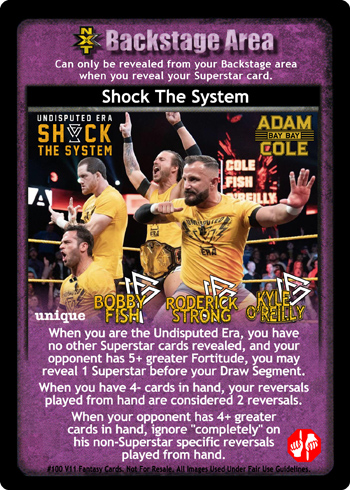 NXT
Backstage Area
Can only be revealed from your Backstage area
when you reveal your Superstar card.
Shock The System
UNDISPUTED ERA
SHOCK
THE SYSTEM
ADAM
BAY BAY
COLE
COLE
FISH
O'REILLY
BOBBY
FISH
RODERICK
STRONG
KYLE
O'REILLY
unique
When you are the Undisputed Era, you have
no other Superstar cards revealed, and your
opponent has 5+ greater Fortitude, you may
reveal 1 Superstar before your Draw Segment.
When you have 4- cards in hand, your reversals
played from hand are considered 2 reversals.
When your opponent has 4+ greater
cards in hand, ignore "completely" on
his non-Superstar specific reversals
played from hand.
#100 V11 Fantasy Cards. Not For Resale. All Images Used Under Fair Use Guidelines.